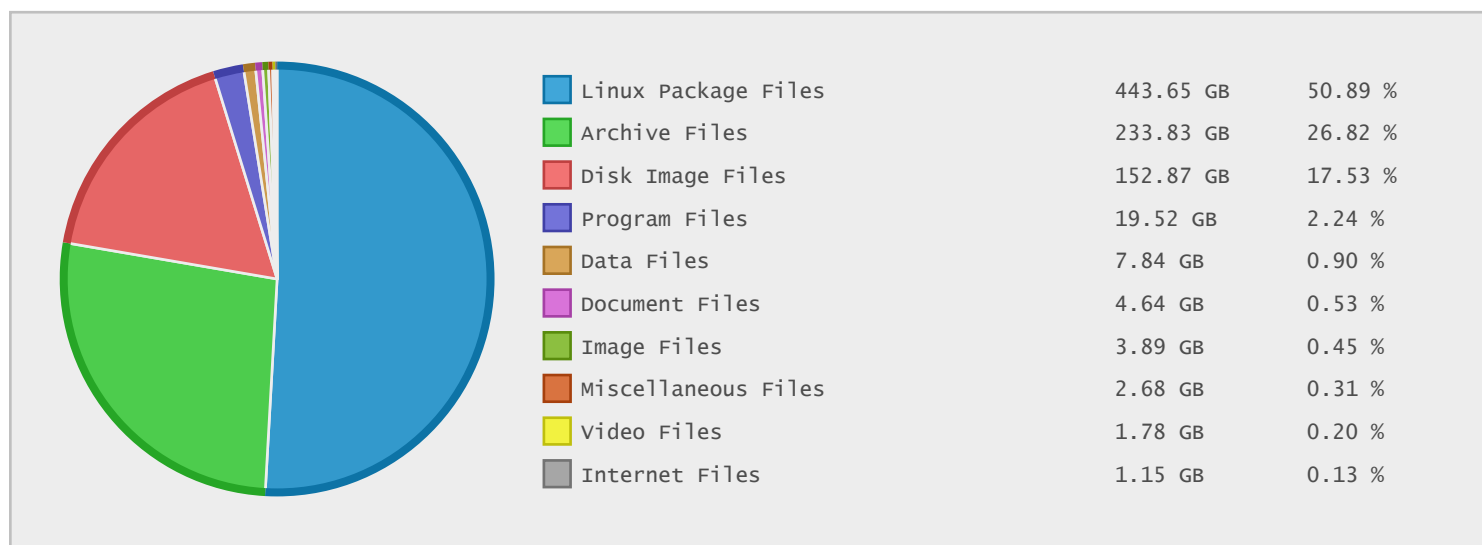 Linux Package Files 443.65 GB 50.89 %
Archive Files 233.83 GB 26.82 %
Disk Image Files 152.87 GB 17.53 %
Program Files 19.52 GB 2.24 %
Data Files 7.84 GB 0.90 %
Document Files 4.64 GB 0.53 %
Image Files 3.89 GB 0.45 %
Miscellaneous Files 2.68 GB 0.31 %
Video Files 1.78 GB 0.20 %
Internet Files 1.15 GB 0.13 %